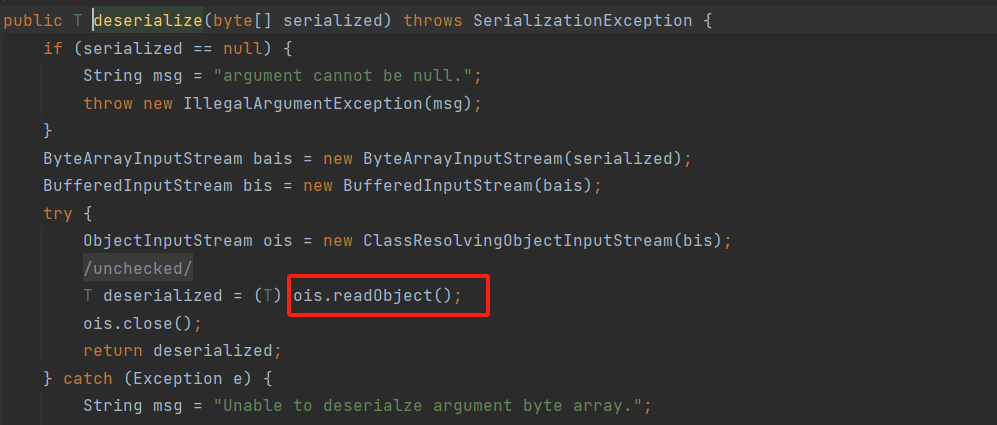 public T deserialize(byte[] serialized) throws SerializationException {
if (serialized == null) {
String msg = "argument cannot be null.";
throw new IllegalArgumentException(msg);
}
ByteArrayInputStream bais = new ByteArrayInputStream(serialized);
BufferedInputStream bis = new BufferedInputStream(bais);
try {
ObjectInputStream ois = new ClassResolvingObjectInputStream(bis);
/unchecked/
T deserialized = (T) ois.readObject();
ois.close();
return deserialized;
} catch (Exception e) {
String msg = "Unable to deserialze argument byte array.";